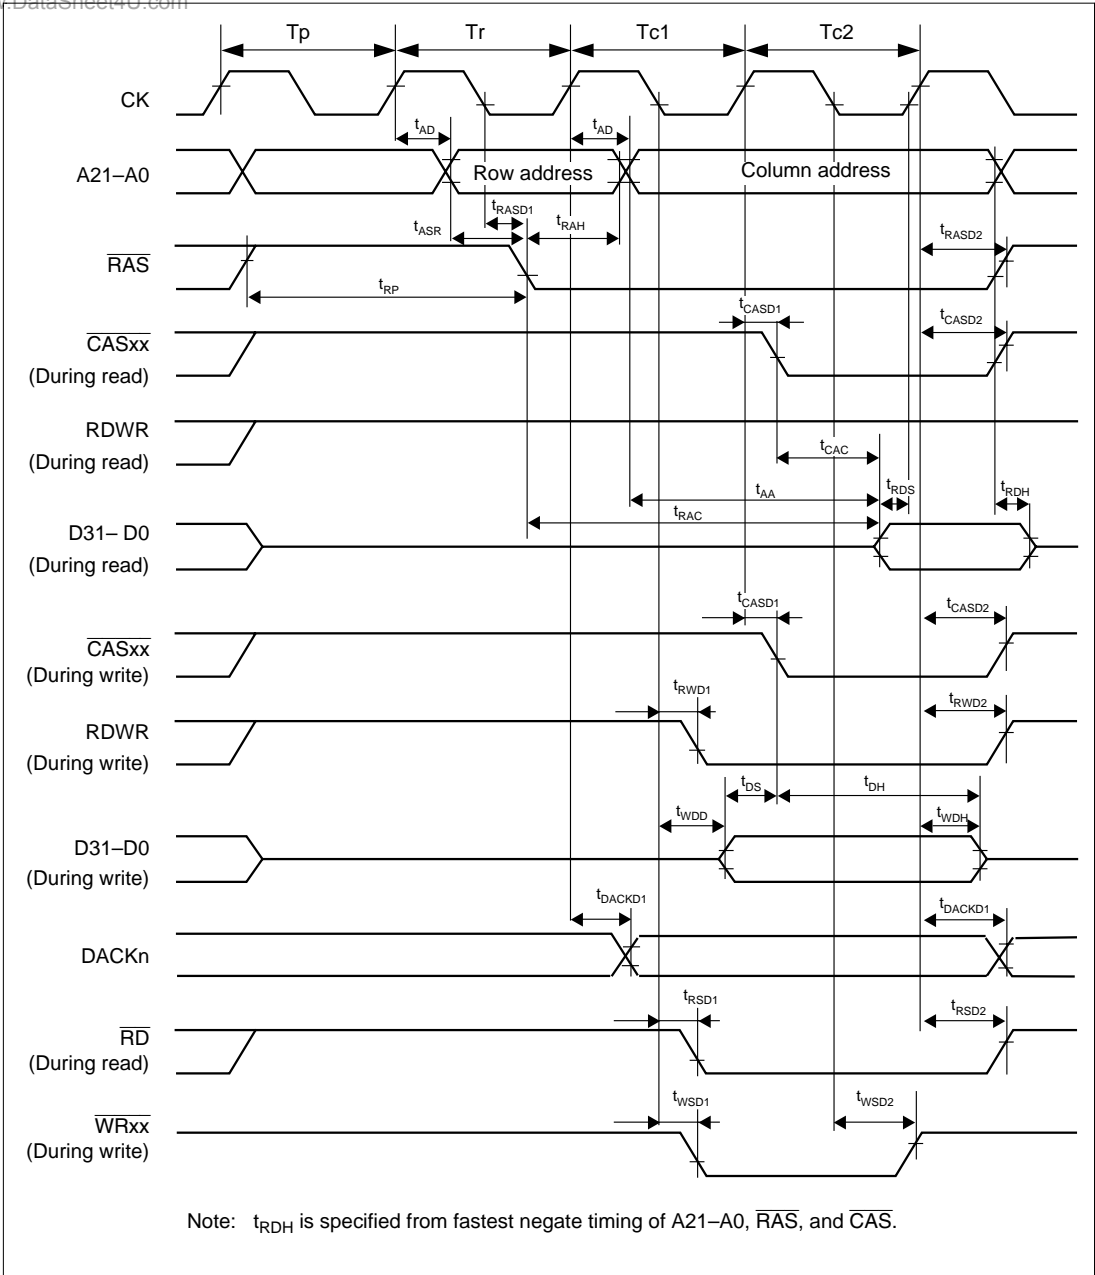 .DataSheet4U.com
Tp Tr Tc1 Tc2
CK
tAD tAD
A21–A0 Row address Column address
tRASD1
tASR tRAH tRASD2
RAS
tRP
tCASD1 tCASD2
CASxx
(During read)
RDWR
(During read)
tCAC
tAA tRDS tRDH
tRAC
D31– D0
(During read)
tCASD1 tCASD2
CASxx
(During write)
tRWD1 tRWD2
RDWR
(During write)
tDS tDH
tWDD tWDH
D31–D0
(During write)
tDACKD1 tDACKD1
DACKn
tRSD1 tRSD2
RD
(During read)
tWSD1 tWSD2
WRxx
(During write)
Note: tRDH is specified from fastest negate timing of A21–A0, RAS, and CAS.